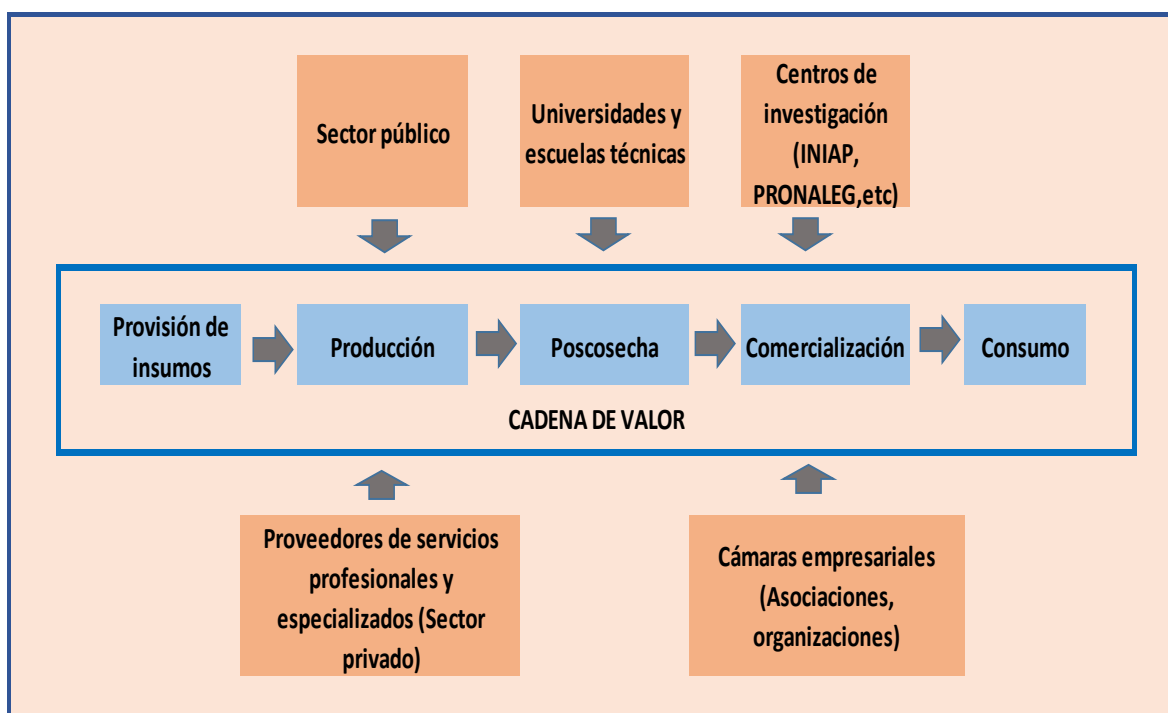 Sector público
Universidades y
escuelas técnicas
Centros de
investigación
(INIAP,
PRONALEG,etc)
Provisión de
insumos
Producción
Poscosecha
Comercialización
Consumo
CADENA DE VALOR
Proveedores de servicios
profesionales y
especializados (Sector
privado)
Cámaras empresariales
(Asociaciones,
organizaciones)